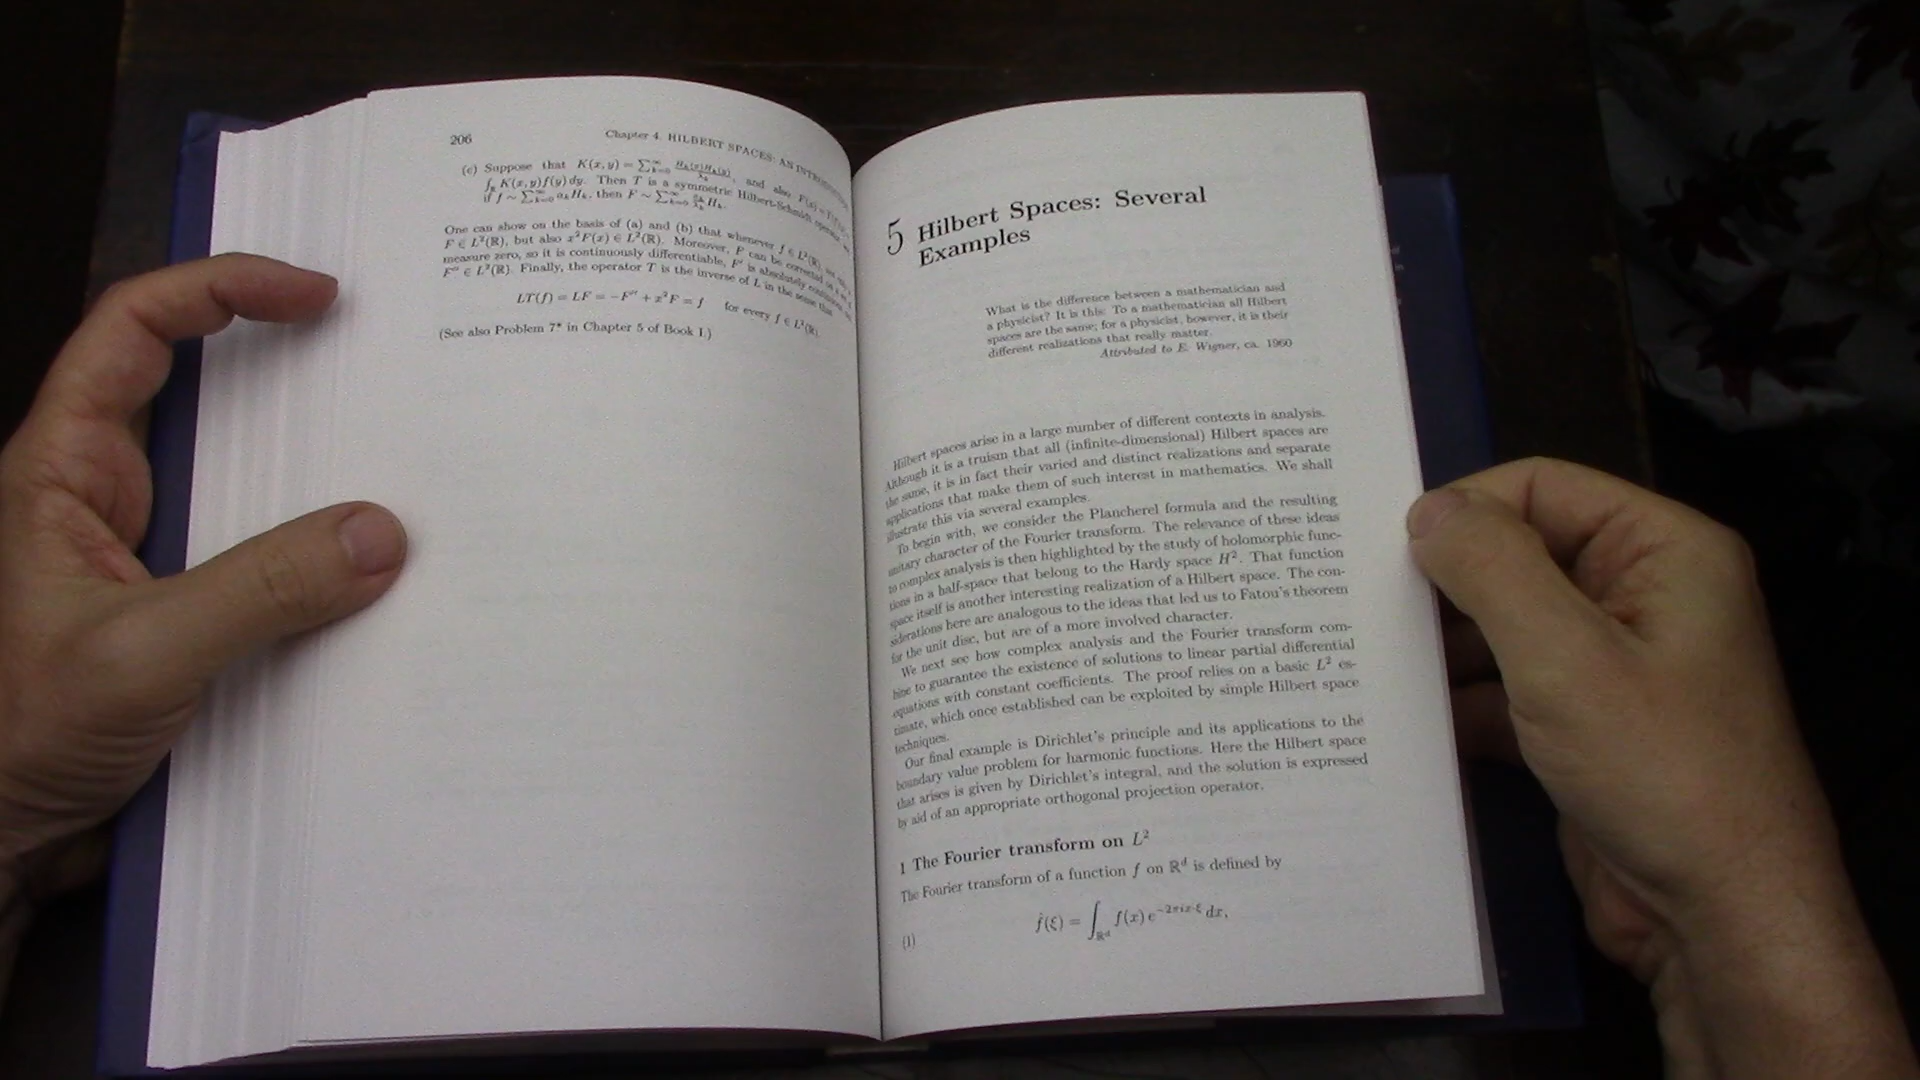 206
Chapter 4. HILBERT SPACES: AN INTRODUCTION
(c) Suppose that K(x, y) = ∑_{k=0}^∞ H_k(x)H_k(y)/λ_k, and also F(x) = T(f)(x) =
∫_ℝ K(x, y)f(y) dy. Then T is a symmetric Hilbert-Schmidt operator, and
if f ∼ ∑_{k=0}^∞ a_k H_k, then F ∼ ∑_{k=0}^∞ a_k/λ_k H_k.
One can show on the basis of (a) and (b) that whenever f ∈ L²(ℝ), not only is
F ∈ L²(ℝ), but also x²F(x) ∈ L²(ℝ). Moreover, F can be corrected on a set of
measure zero, so it is continuously differentiable, F′ is absolutely continuous, and
F″ ∈ L²(ℝ). Finally, the operator T is the inverse of L in the sense that
LT(f) = LF = −F″ + x²F = f for every f ∈ L²(ℝ).
(See also Problem 7* in Chapter 5 of Book I.)
5 Hilbert Spaces: Several
Examples
What is the difference between a mathematician and
a physicist? It is this: To a mathematician all Hilbert
spaces are the same; for a physicist, however, it is their
different realizations that really matter.
Attributed to E. Wigner, ca. 1960
Hilbert spaces arise in a large number of different contexts in analysis.
Although it is a truism that all (infinite-dimensional) Hilbert spaces are
the same, it is in fact their varied and distinct realizations and separate
applications that make them of such interest in mathematics. We shall
illustrate this via several examples.
To begin with, we consider the Plancherel formula and the resulting
unitary character of the Fourier transform. The relevance of these ideas
to complex analysis is then highlighted by the study of holomorphic func-
tions in a half-space that belong to the Hardy space H². That function
space itself is another interesting realization of a Hilbert space. The con-
siderations here are analogous to the ideas that led us to Fatou's theorem
for the unit disc, but are of a more involved character.
We next see how complex analysis and the Fourier transform com-
bine to guarantee the existence of solutions to linear partial differential
equations with constant coefficients. The proof relies on a basic L² es-
timate, which once established can be exploited by simple Hilbert space
techniques.
Our final example is Dirichlet's principle and its applications to the
boundary value problem for harmonic functions. Here the Hilbert space
that arises is given by Dirichlet's integral, and the solution is expressed
by aid of an appropriate orthogonal projection operator.
1 The Fourier transform on L²
The Fourier transform of a function f on ℝᵈ is defined by
(1) f̂(ξ) = ∫_{ℝᵈ} f(x) e^{−2πix·ξ} dx,